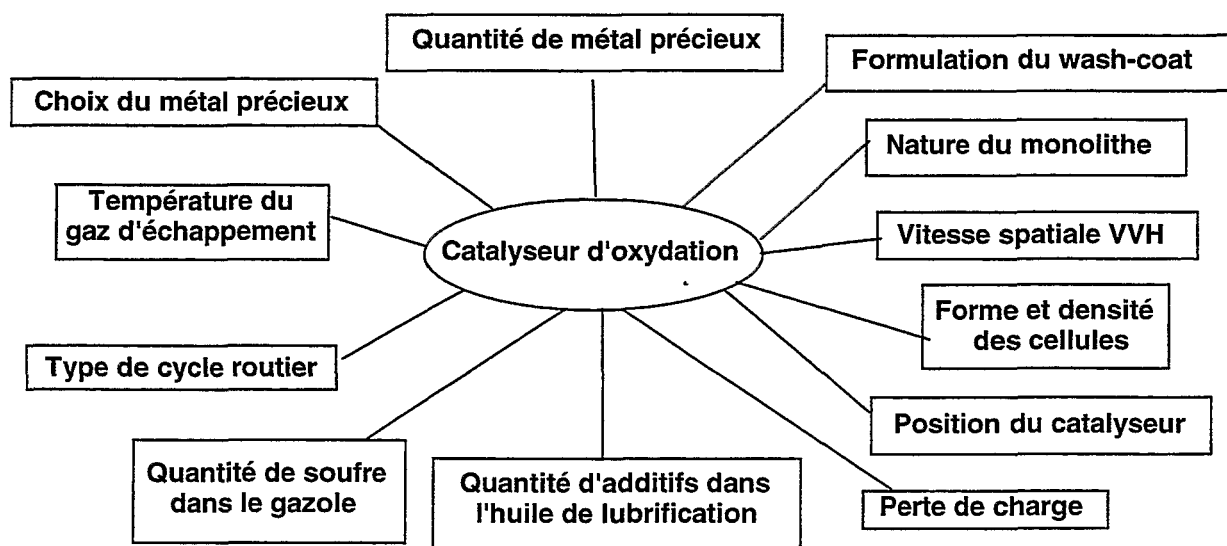 Quantité de métal précieux
Formulation du wash-coat
Choix du métal précieux
Nature du monolithe
Température du
gaz d'échappement
Catalyseur d'oxydation
Vitesse spatiale VVH
Forme et densité
des cellules
Type de cycle routier
Position du catalyseur
Quantité de soufre
dans le gazole
Quantité d'additifs dans
l'huile de lubrification
Perte de charge